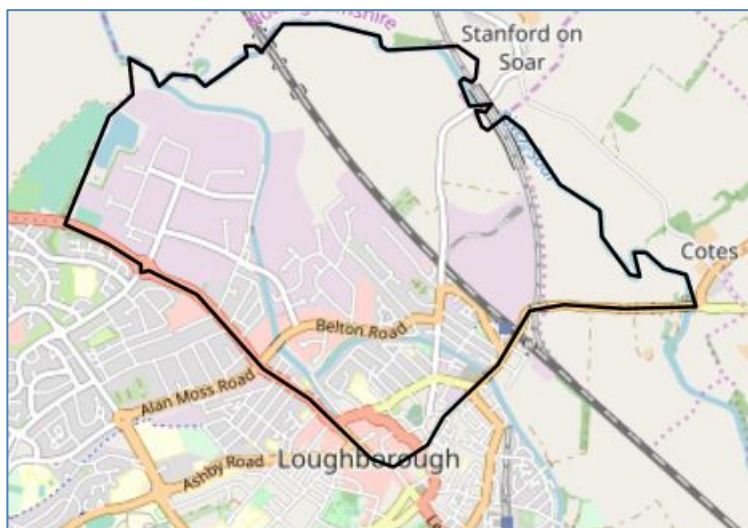 Stanford on
Soar
Cotes
Belton Road
Alan Moss Road
Ashby Road
Loughborough